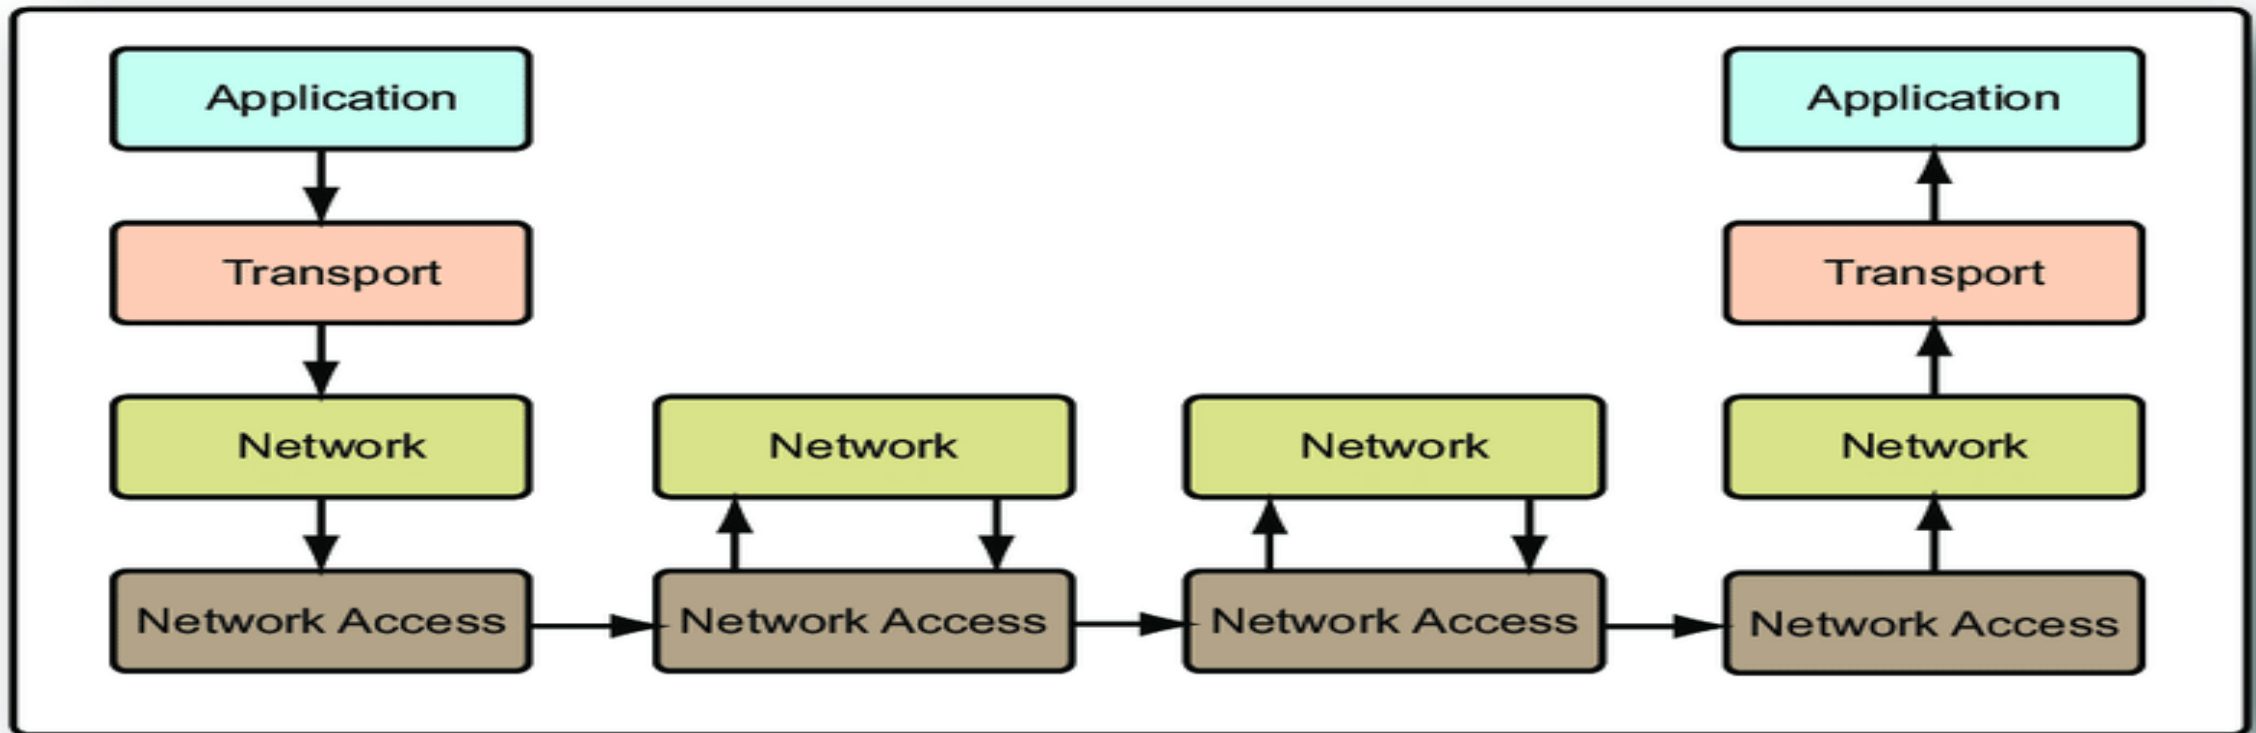 Application
Application
Transport
Transport
Network
Network
Network
Network
Network Access
Network Access
Network Access
Network Access